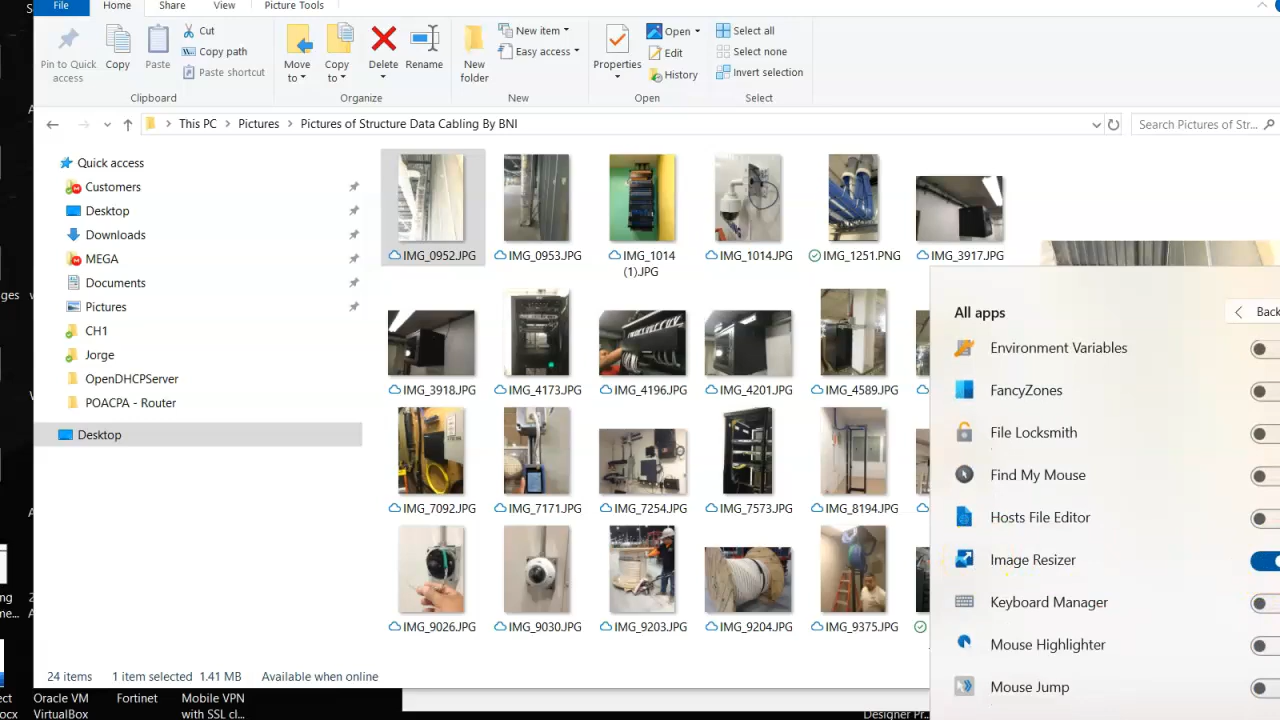 File Home Share View Picture Tools
Pin to Quick access
Copy
Paste
Cut
Copy path
Paste shortcut
Clipboard
Move to
Copy to
Delete
Rename
Organize
New folder
New item
Easy access
New
Properties
Open
Edit
History
Open
Select all
Select none
Invert selection
Select
This PC > Pictures > Pictures of Structure Data Cabling By BNI
Search Pictures of Str...
Quick access
Customers
Desktop
Downloads
MEGA
Documents
Pictures
CH1
Jorge
OpenDHCPServer
POACPA - Router
Desktop
IMG_0952.JPG IMG_0953.JPG IMG_1014 (1).JPG IMG_1014.JPG IMG_1251.PNG IMG_3917.JPG
IMG_3918.JPG IMG_4173.JPG IMG_4196.JPG IMG_4201.JPG IMG_4589.JPG
IMG_7092.JPG IMG_7171.JPG IMG_7254.JPG IMG_7573.JPG IMG_8194.JPG
IMG_9026.JPG IMG_9030.JPG IMG_9203.JPG IMG_9204.JPG IMG_9375.JPG
24 items 1 item selected 1.41 MB Available when online
All apps
Back
Environment Variables
FancyZones
File Locksmith
Find My Mouse
Hosts File Editor
Image Resizer
Keyboard Manager
Mouse Highlighter
Mouse Jump
Oracle VM VirtualBox
Fortinet
Mobile VPN with SSL cl...
Designer Pr...